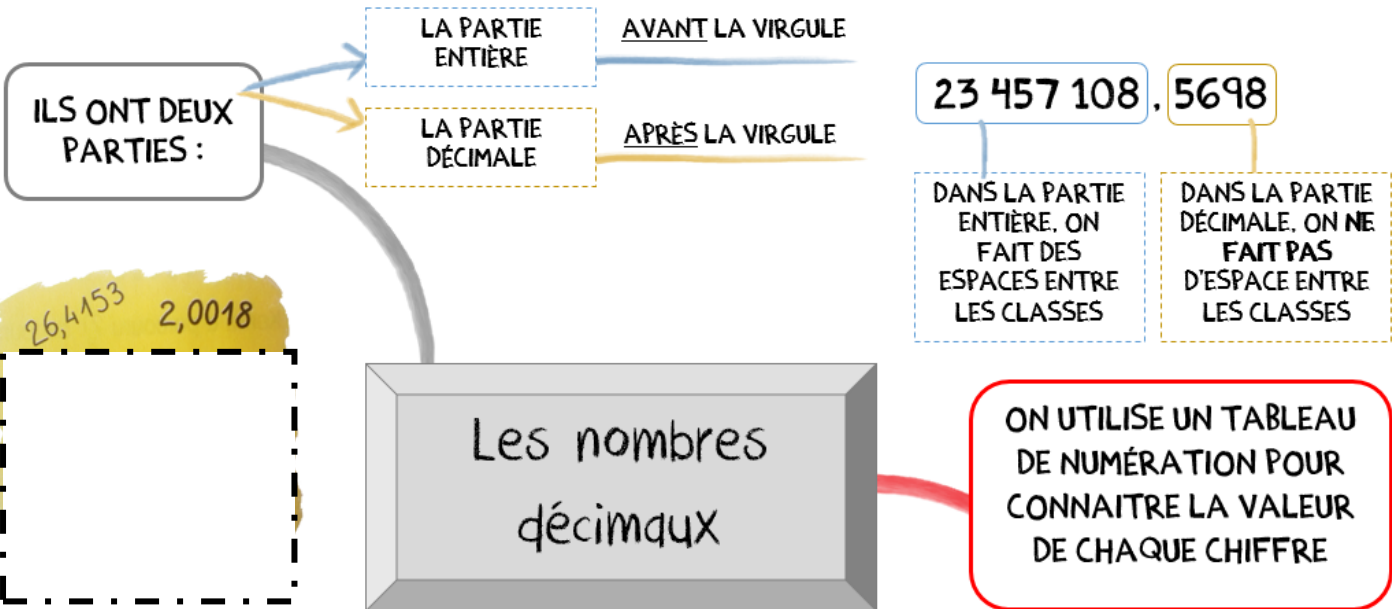 ILS ONT DEUX
PARTIES :
LA PARTIE
ENTIÈRE
AVANT LA VIRGULE
LA PARTIE
DÉCIMALE
APRÈS LA VIRGULE
23 457 108 , 5698
DANS LA PARTIE
ENTIÈRE, ON
FAIT DES
ESPACES ENTRE
LES CLASSES
DANS LA PARTIE
DÉCIMALE, ON NE
FAIT PAS
D'ESPACE ENTRE
LES CLASSES
26,4153
2,0018
Les nombres
décimaux
ON UTILISE UN TABLEAU
DE NUMÉRATION POUR
CONNAITRE LA VALEUR
DE CHAQUE CHIFFRE